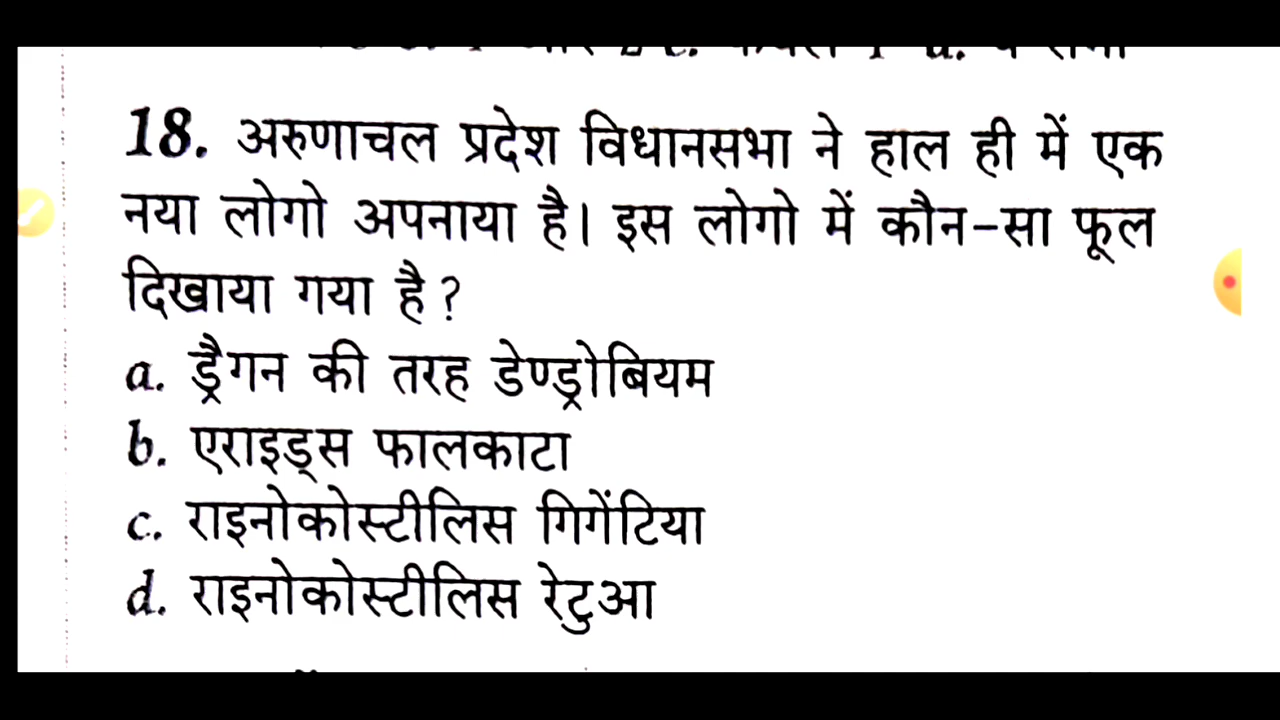 18. अरुणाचल प्रदेश विधानसभा ने हाल ही में एक
नया लोगो अपनाया है। इस लोगो में कौन-सा फूल
दिखाया गया है ?
a. ड्रैगन की तरह डेण्ड्रोबियम
b. एराइड्स फालकाटा
c. राइनोकोस्टीलिस गिगेंटिया
d. राइनोकोस्टीलिस रेटुआ